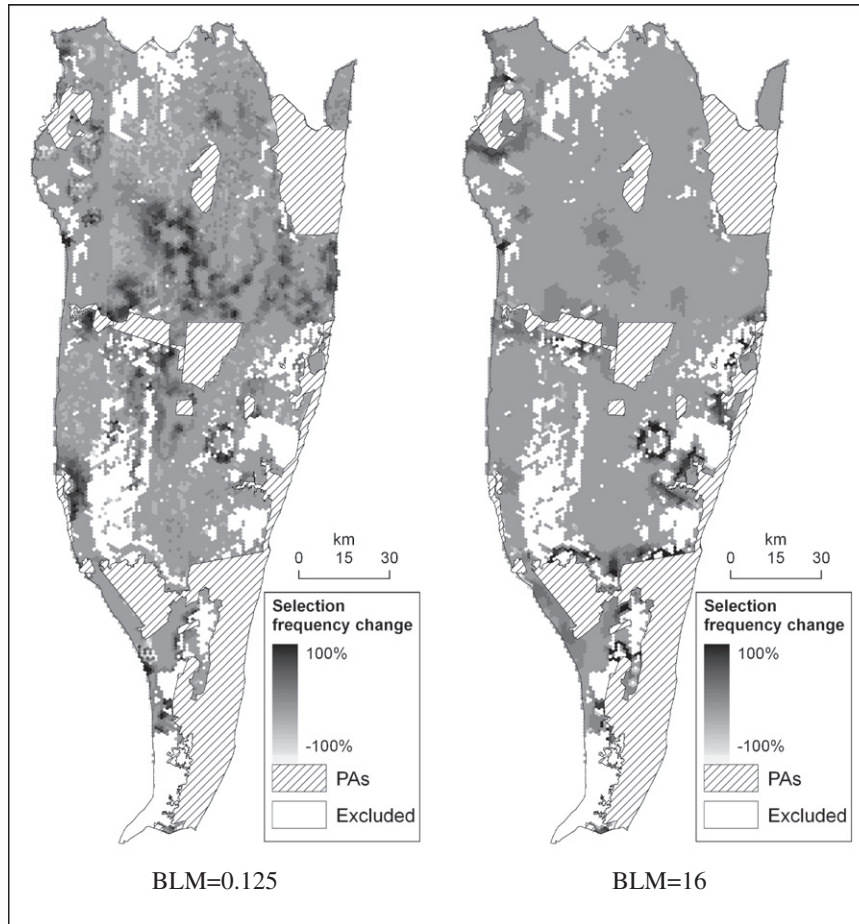 km
0 15 30
Selection
frequency change
100%
-100%
PAs
Excluded
BLM=0.125
km
0 15 30
Selection
frequency change
100%
-100%
PAs
Excluded
BLM=16